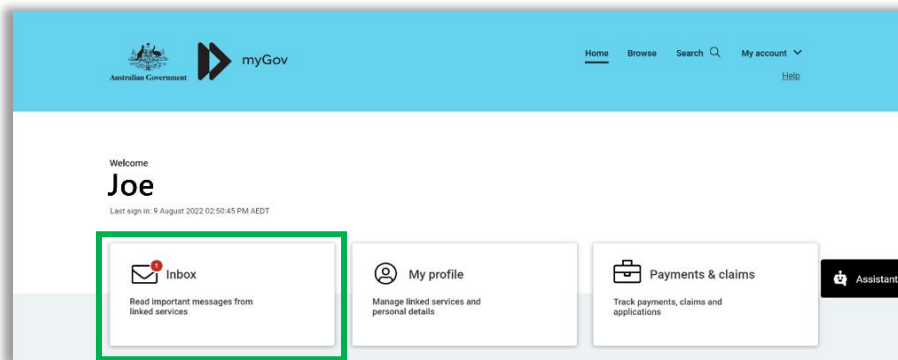 Australian Government
myGov
Home Browse Search My account
Help
Welcome
Joe
Last sign in: 9 August 2022 02:50:45 PM AEDT
1
Inbox
Read important messages from
linked services
My profile
Manage linked services and
personal details
Payments & claims
Track payments, claims and
applications
Assistant